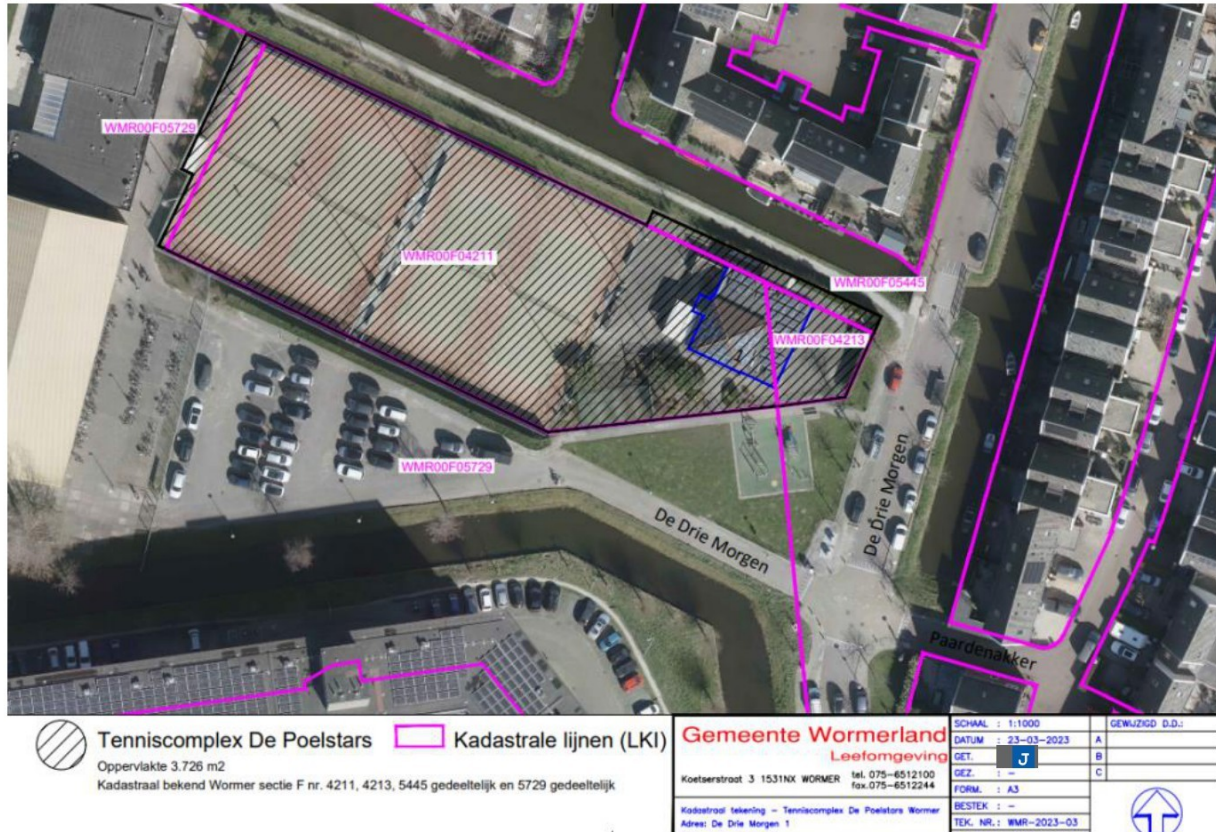 WMR00F05729
WMR00F04211
WMR00F05445
WMR00F04213
1
WMR00F05729
De Drie Morgen
De Drie Morgen
Paardenakker
Tenniscomplex De Poelstars
Oppervlakte 3.726 m2
Kadastraal bekend Wormer sectie F nr. 4211, 4213, 5445 gedeeltelijk en 5729 gedeeltelijk
Kadastrale lijnen (LKI)
Gemeente Wormerland
Leefomgeving
Koetserstraat 3 1531NX WORMER tel. 075-6512100
fax.075-6512244
Kadastraal tekening - Tenniscomplex De Poelstars Wormer
Adres: De Drie Morgen 1
SCHAAL : 1:1000
DATUM : 23-03-2023
GET. J
GEZ. : -
FORM. : A3
BESTEK : -
TEK. NR.: WMR-2023-03
GEWIJZIGD D.D.:
A
B
C